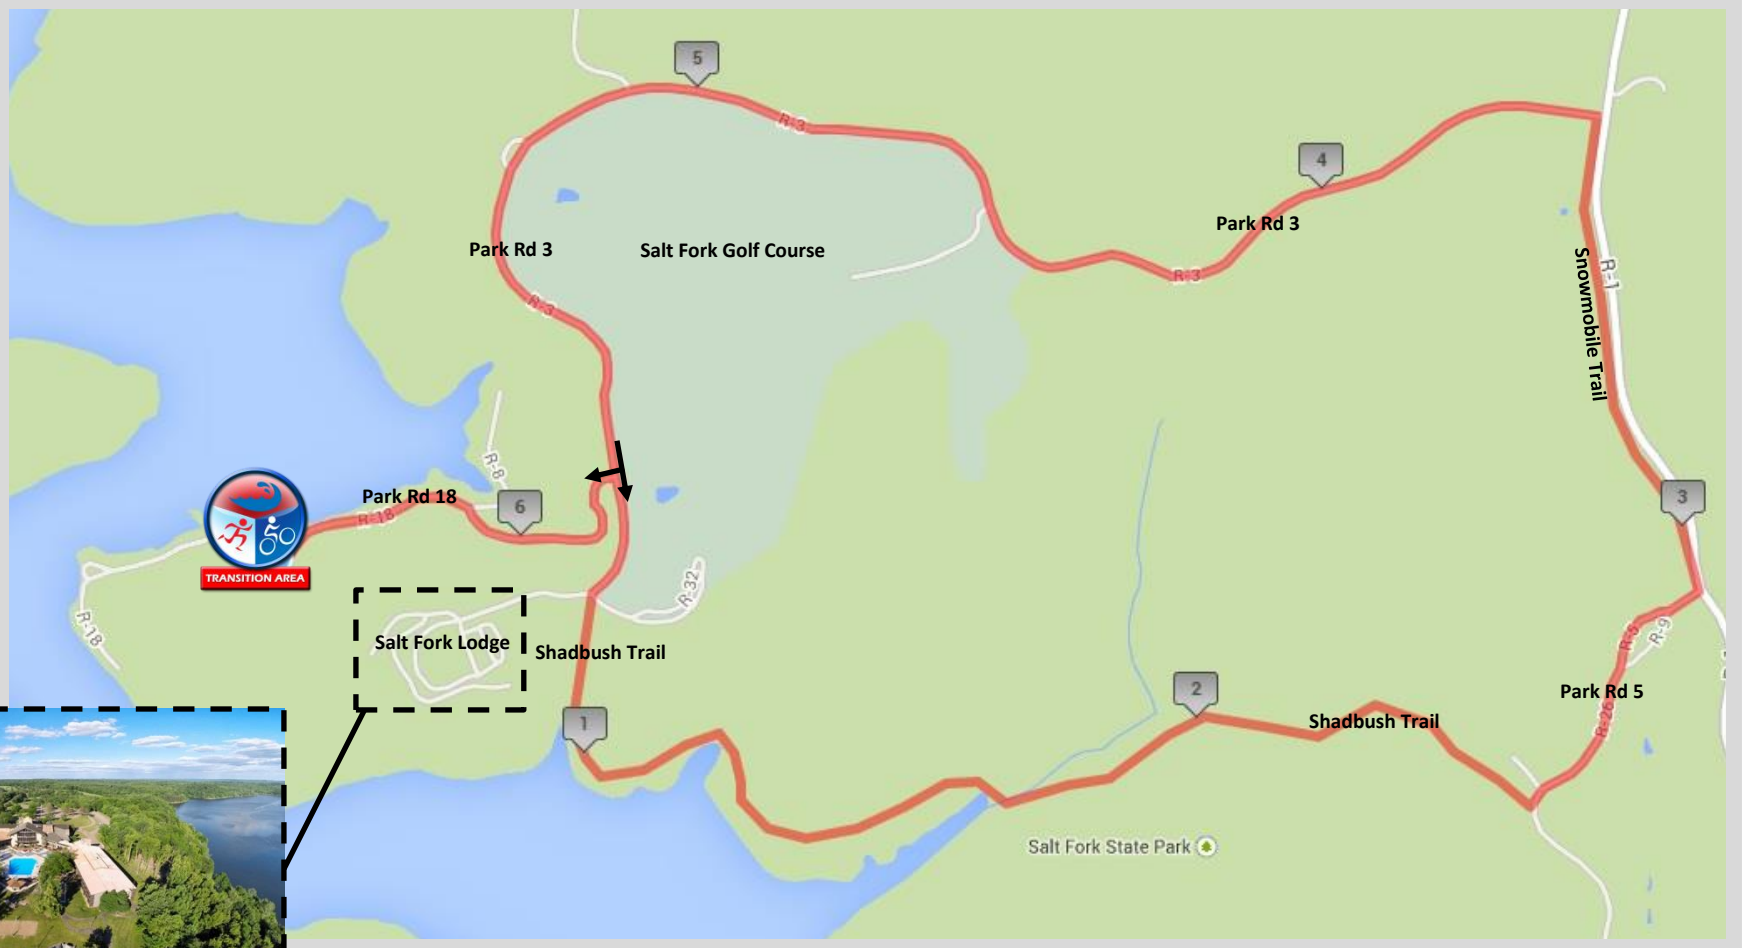 5
R-3
4
Park Rd 3
Park Rd 3
Salt Fork Golf Course
R-3
R-1
R-3
Snowmobile Trail
R-8
Park Rd 18
6
3
R-18
TRANSITION AREA
R-32
R-18
Salt Fork Lodge
Shadbush Trail
R-5
R-9
2
Park Rd 5
1
Shadbush Trail
R-26
Salt Fork State Park